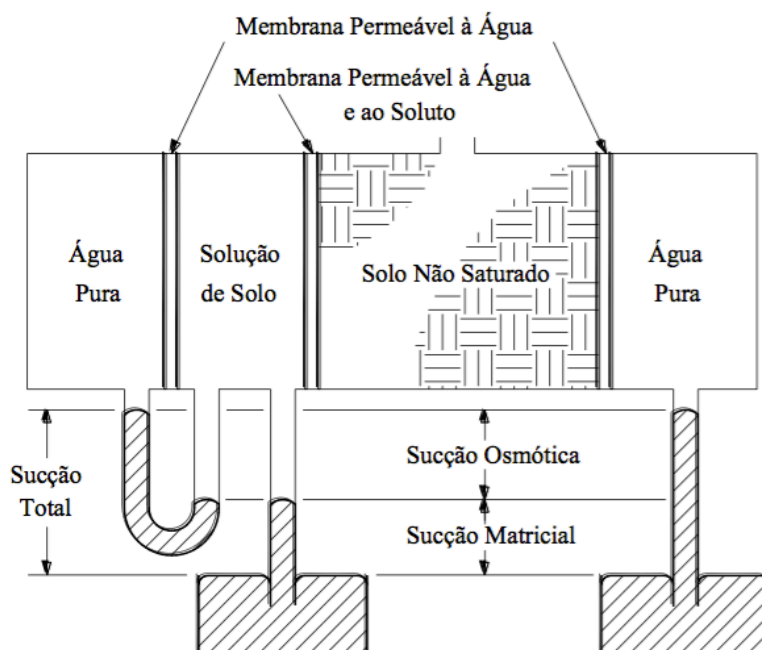 Membrana Permeável à Água
Membrana Permeável à Água
e ao Soluto
Água
Pura
Solução
de Solo
Solo Não Saturado
Água
Pura
Sucção
Total
Sucção Osmótica
Sucção Matricial